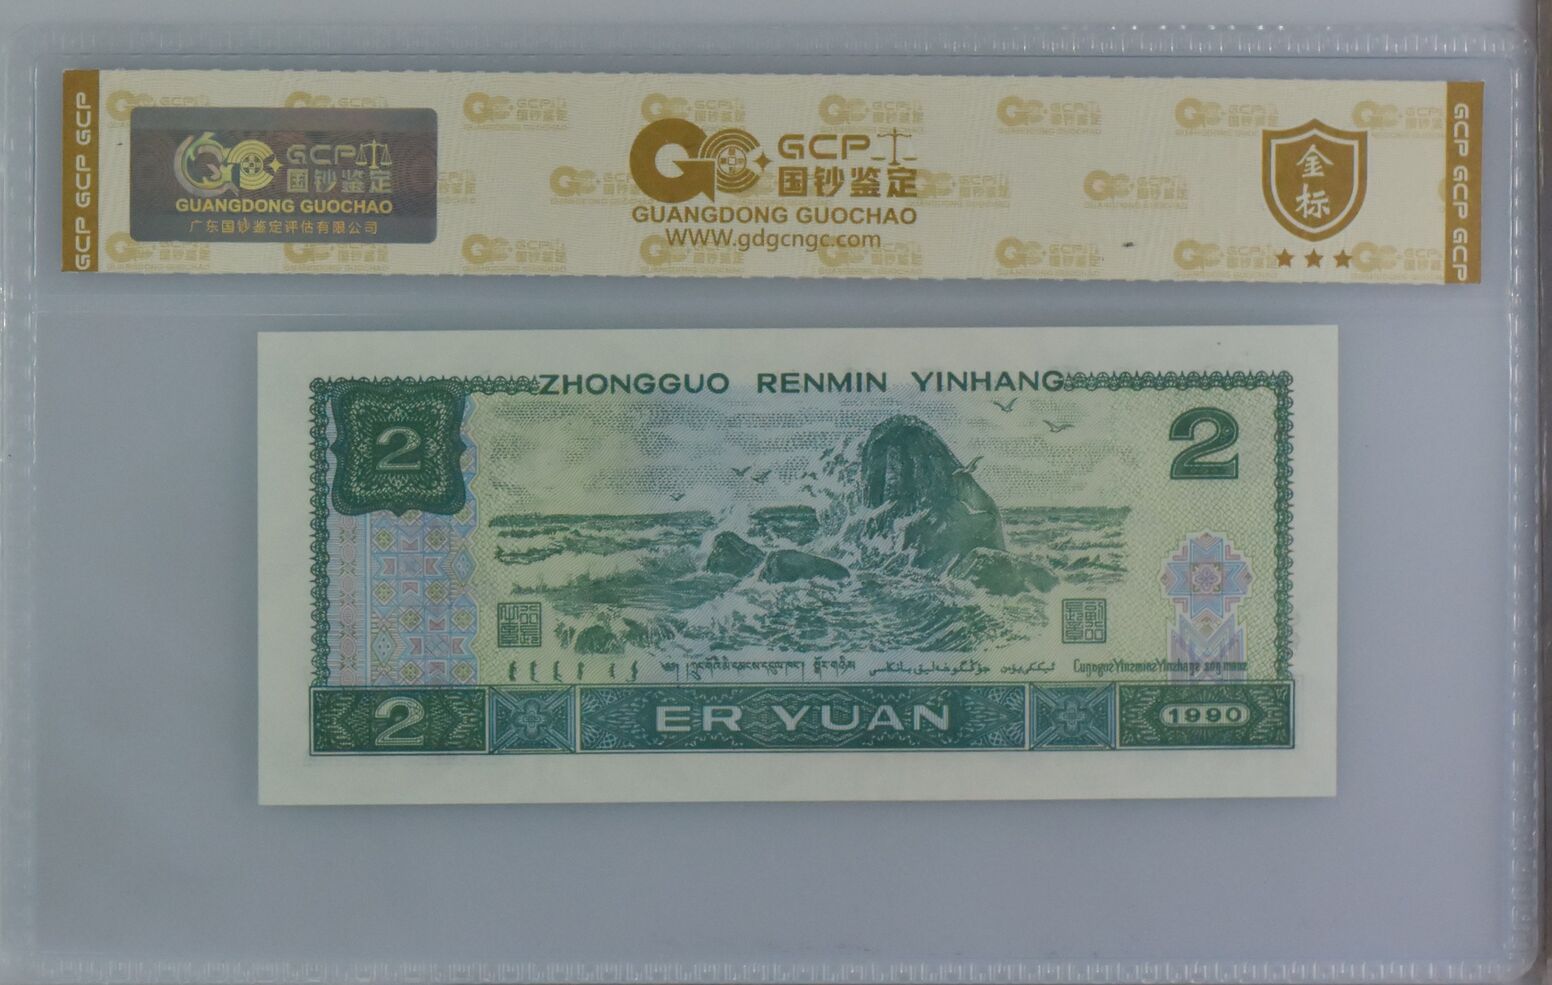 GCP GCP GCP
GCP
国钞鉴定
GUANGDONG GUOCHAO
广东国钞鉴定评估有限公司
GCP
国钞鉴定
GUANGDONG GUOCHAO
WWW.gdgcngc.com
金标
GCP GCP GCP
ZHONGGUO RENMIN YINHANG
2
2
2
ER YUAN
1990